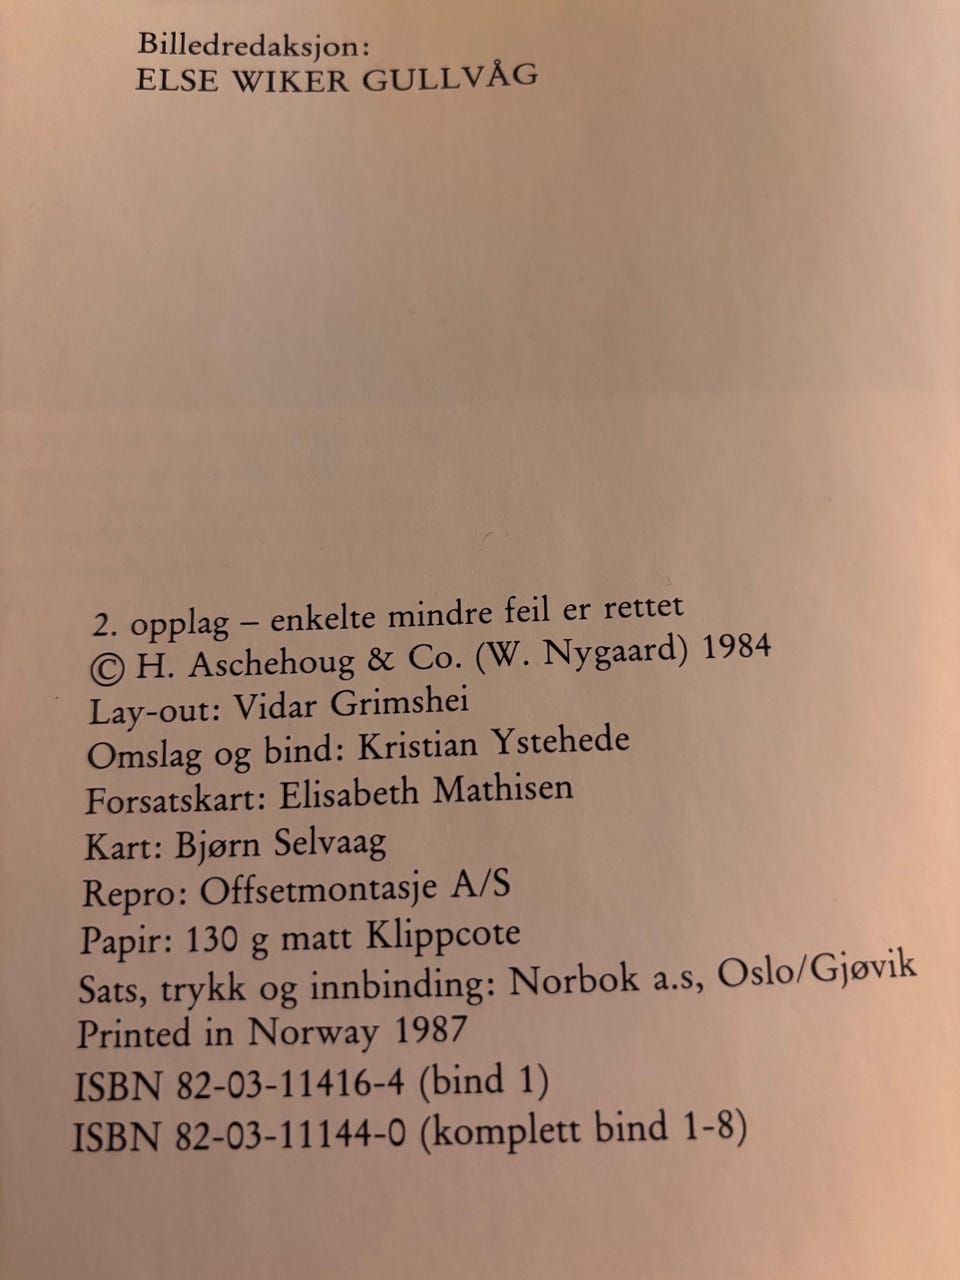 Billedredaksjon:
ELSE WIKER GULLVÅG
2. opplag – enkelte mindre feil er rettet
© H. Aschehoug & Co. (W. Nygaard) 1984
Lay-out: Vidar Grimshei
Omslag og bind: Kristian Ystehede
Forsatskart: Elisabeth Mathisen
Kart: Bjørn Selvaag
Repro: Offsetmontasje A/S
Papir: 130 g matt Klippcote
Sats, trykk og innbinding: Norbok a.s, Oslo/Gjøvik
Printed in Norway 1987
ISBN 82-03-11416-4 (bind 1)
ISBN 82-03-11144-0 (komplett bind 1-8)